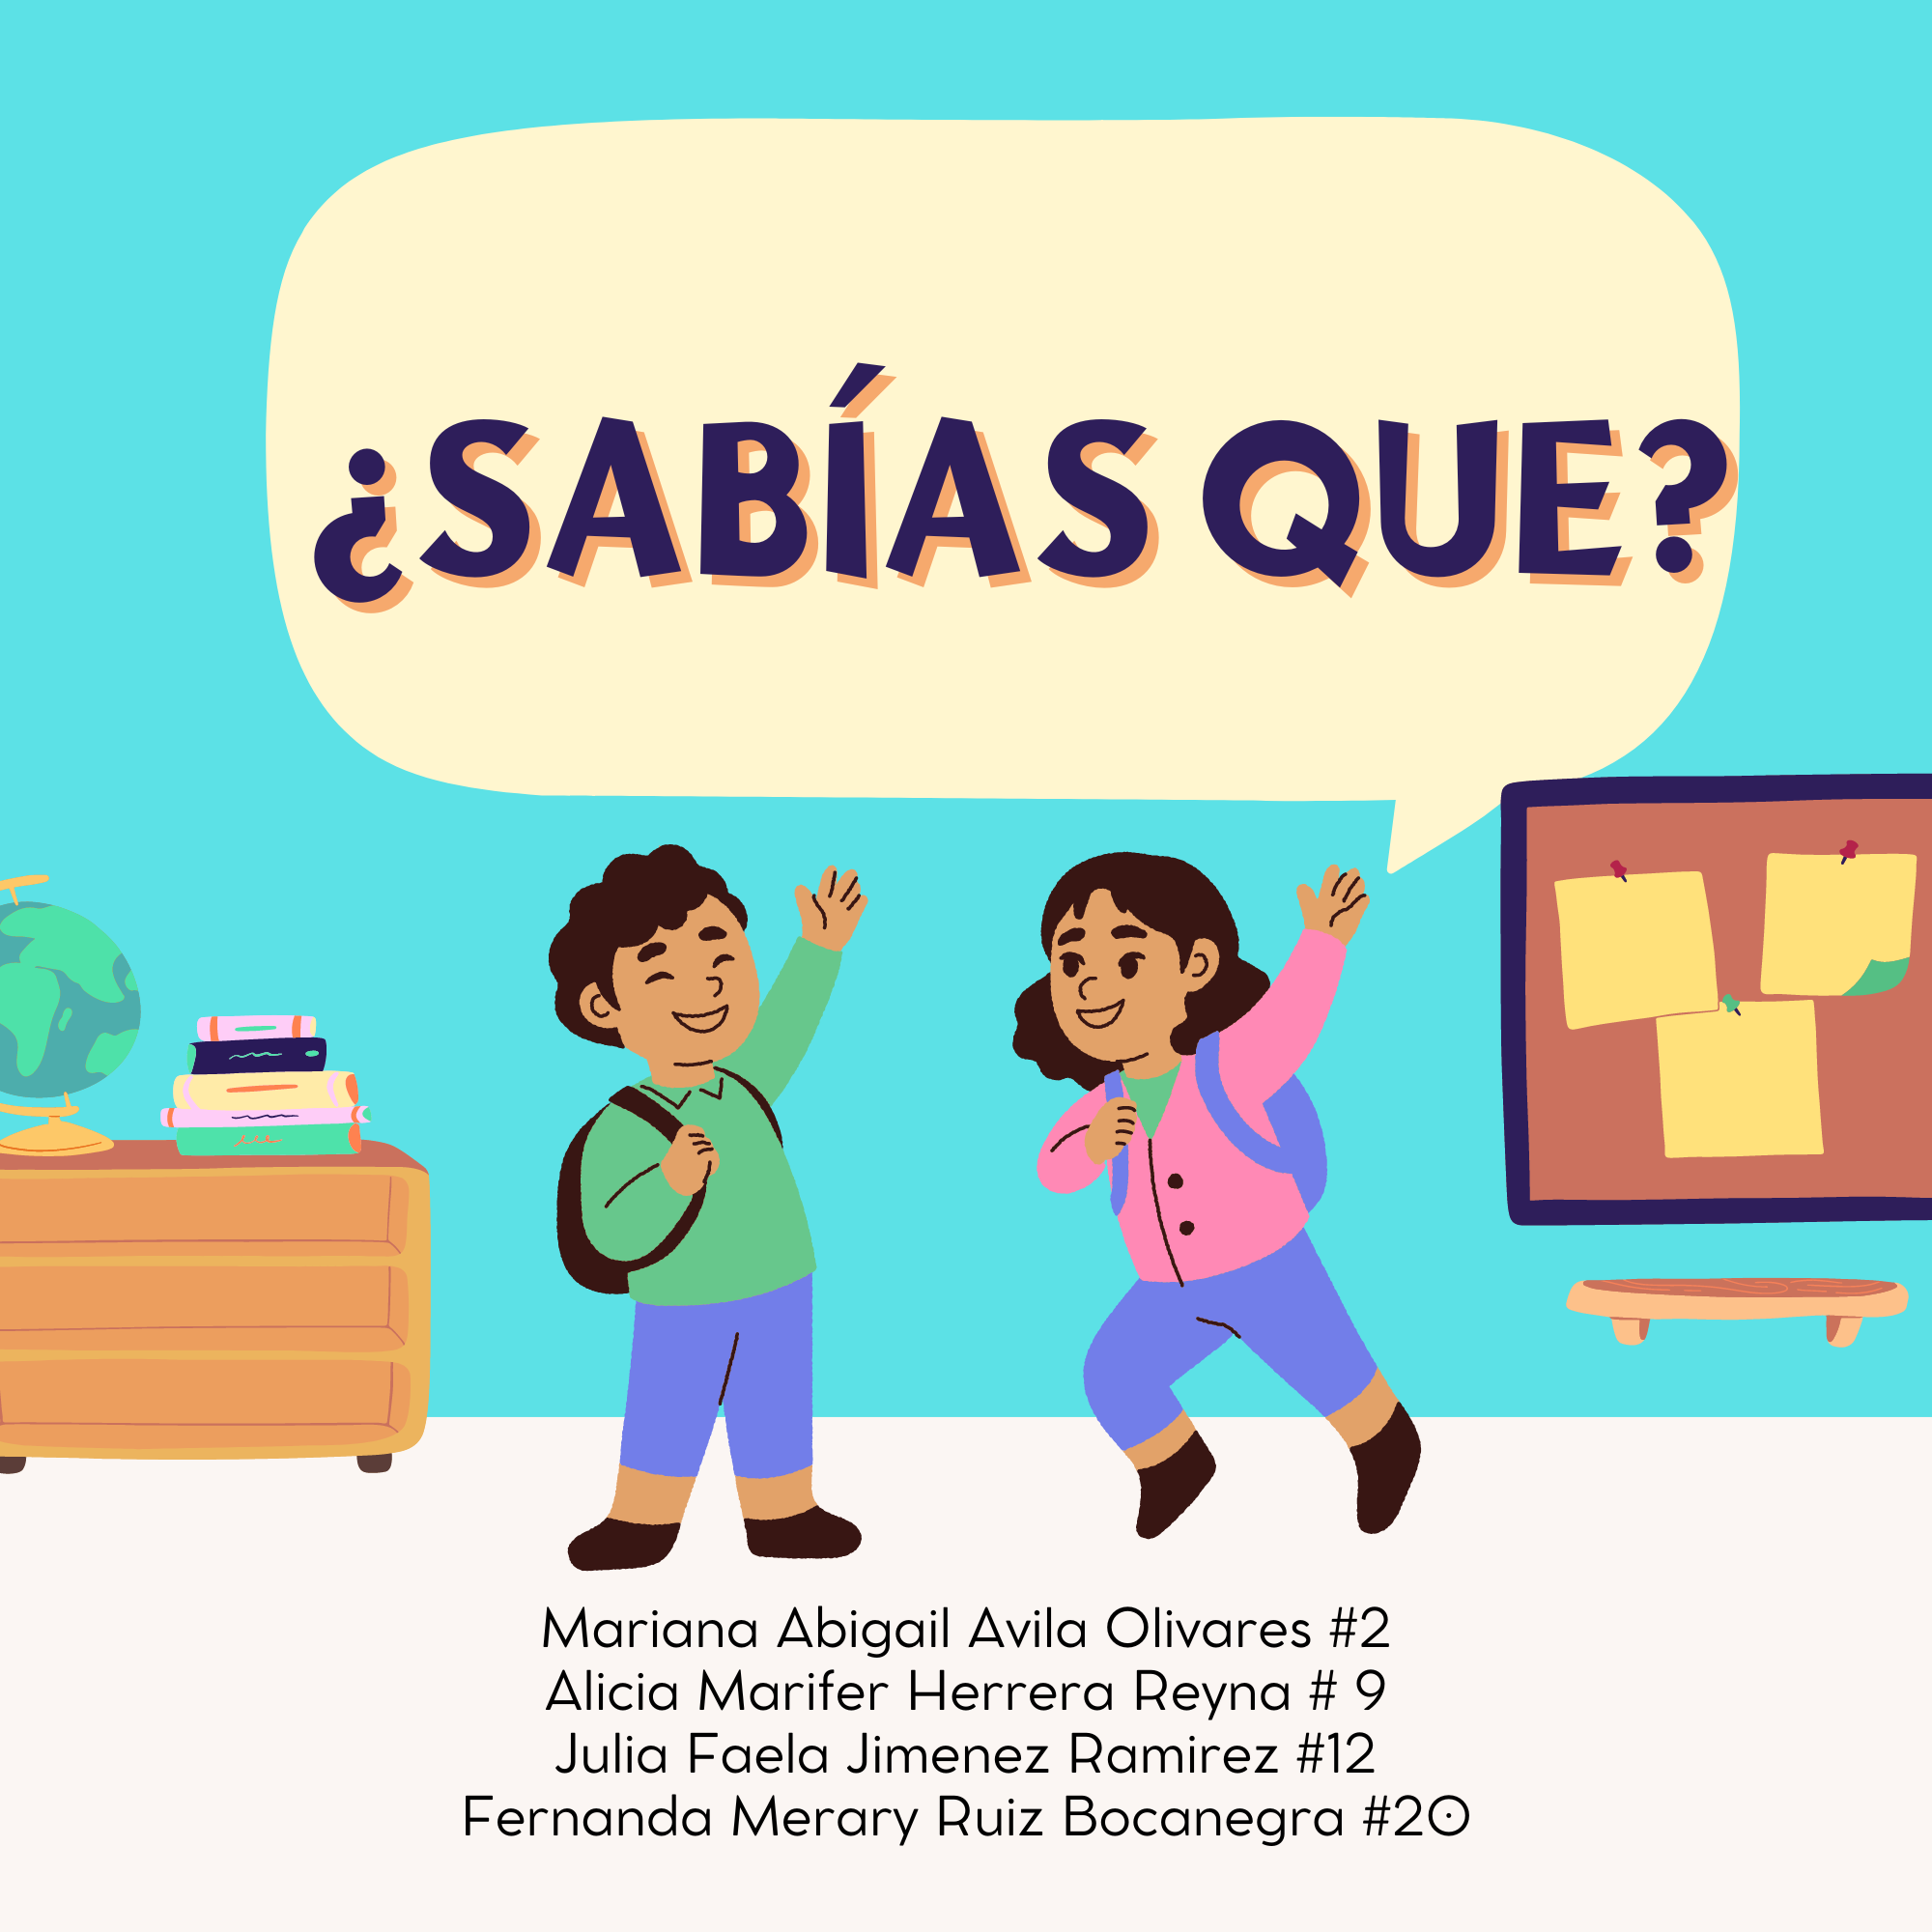 ¿SABÍAS QUE?
Mariana Abigail Avila Olivares #2
Alicia Marifer Herrera Reyna # 9
Julia Faela Jimenez Ramirez #12
Fernanda Merary Ruiz Bocanegra #20